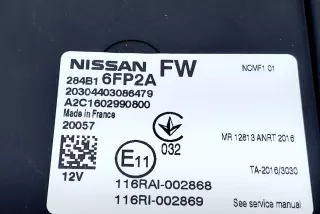 NISSAN FW
284B1 6FP2A
20304403086479
A2C1602990800
Made in France
20057
12V
032
E11
116RAI-002868
116RI-002869
NCMF1 01
MR 12813 ANRT 2016
TA-2016/3030
See service manual